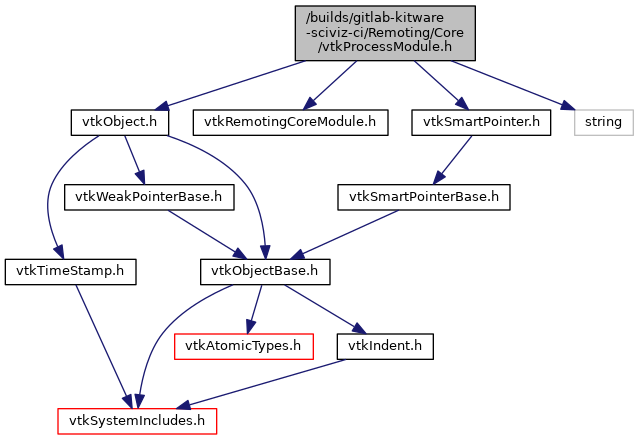 /builds/gitlab-kitware
-sciviz-ci/Remoting/Core
/vtkProcessModule.h
vtkObject.h
vtkRemotingCoreModule.h
vtkSmartPointer.h
string
vtkWeakPointerBase.h
vtkSmartPointerBase.h
vtkTimeStamp.h
vtkObjectBase.h
vtkAtomicTypes.h
vtkIndent.h
vtkSystemIncludes.h